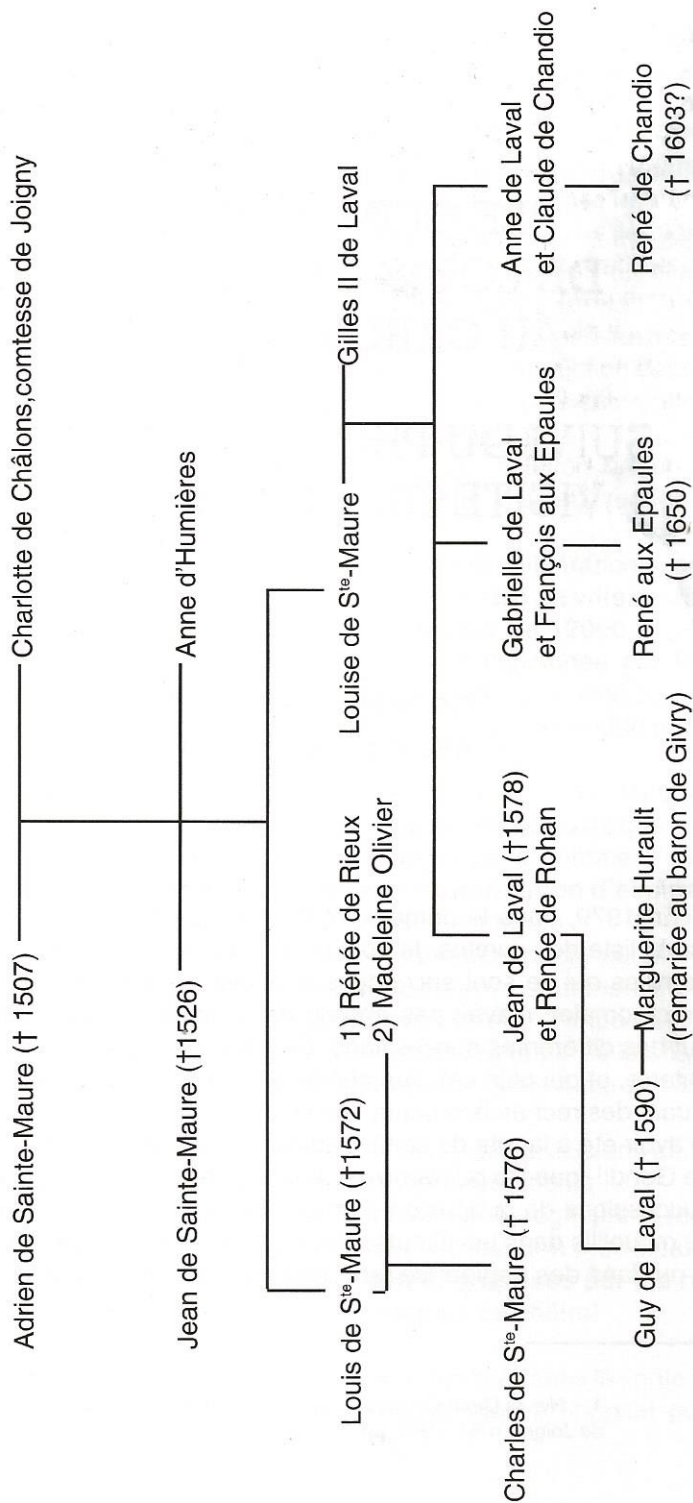 Adrien de Sainte-Maure († 1507)
Charlotte de Châlons,comtesse de Joigny
Jean de Sainte-Maure (†1526)
Anne d'Humières
Louis de Ste-Maure (†1572)
1) Rénée de Rieux
2) Madeleine Olivier
Louise de Ste-Maure
Gilles II de Laval
Charles de Ste-Maure († 1576)
Jean de Laval (†1578)
et Renée de Rohan
Gabrielle de Laval
et François aux Epaules
Anne de Laval
et Claude de Chandio
Guy de Laval († 1590)
Marguerite Hurault
(remariée au baron de Givry)
René aux Epaules
(† 1650)
René de Chandio
(† 1603?)